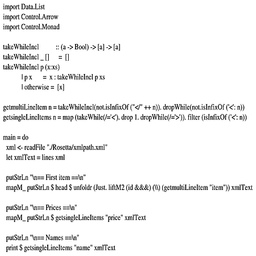 import Data.List
import Control.Arrow
import Control.Monad
takeWhileIncl :: (a -> Bool) -> [a] -> [a]
takeWhileIncl _ [] = []
takeWhileIncl p (x:xs)
| p x = x : takeWhileIncl p xs
| otherwise = [x]
getmultiLineItem n = takeWhileIncl(not.isInfixOf ("</" ++ n)). dropWhile(not.isInfixOf ('<': n))
getsingleLineItems n = map (takeWhile(/='<'). drop 1. dropWhile(/='>')). filter (isInfixOf ('<': n))
main = do
xml <- readFile "./Rosetta/xmlpath.xml"
let xmlText = lines xml
putStrLn "\n== First item ==\n"
mapM_ putStrLn $ head $ unfoldr (Just. liftM2 (id &&&) (\\) (getmultiLineItem "item")) xmlText
putStrLn "\n== Prices ==\n"
mapM_ putStrLn $ getsingleLineItems "price" xmlText
putStrLn "\n== Names ==\n"
print $ getsingleLineItems "name" xmlText